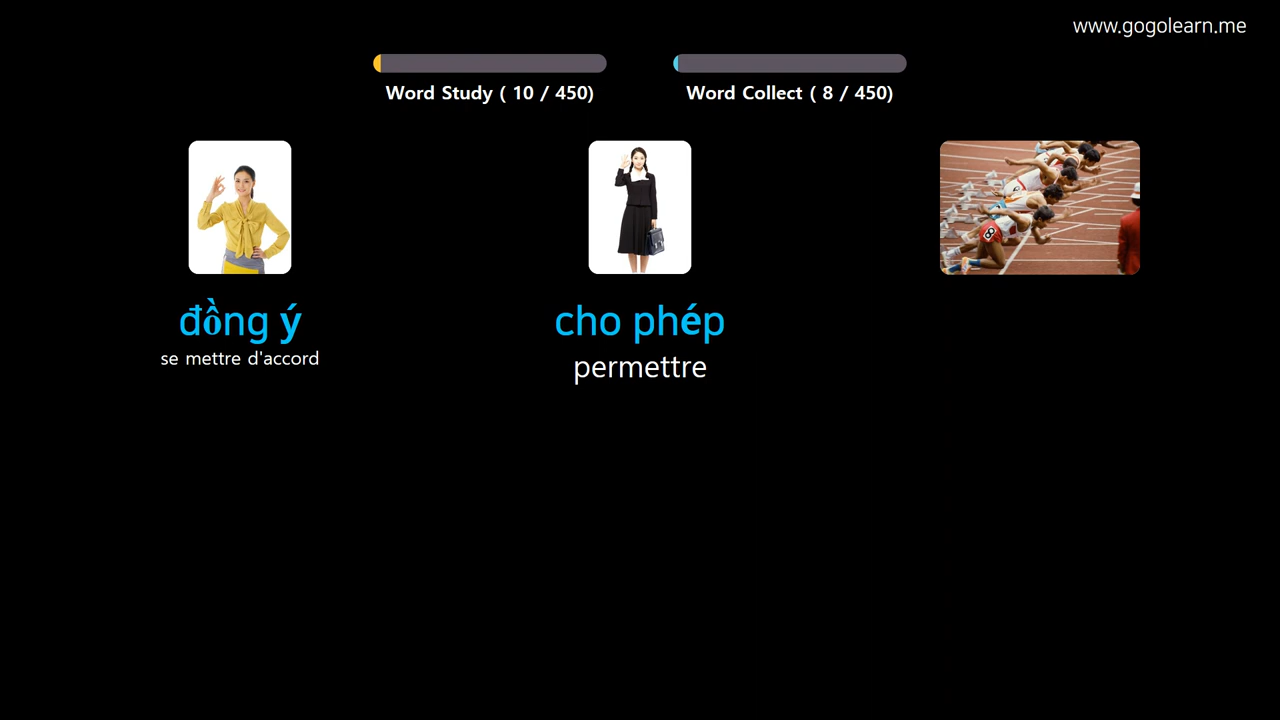 www.gogolearn.me
Word Study ( 10 / 450)
Word Collect ( 8 / 450)
đồng ý
se mettre d'accord
cho phép
permettre